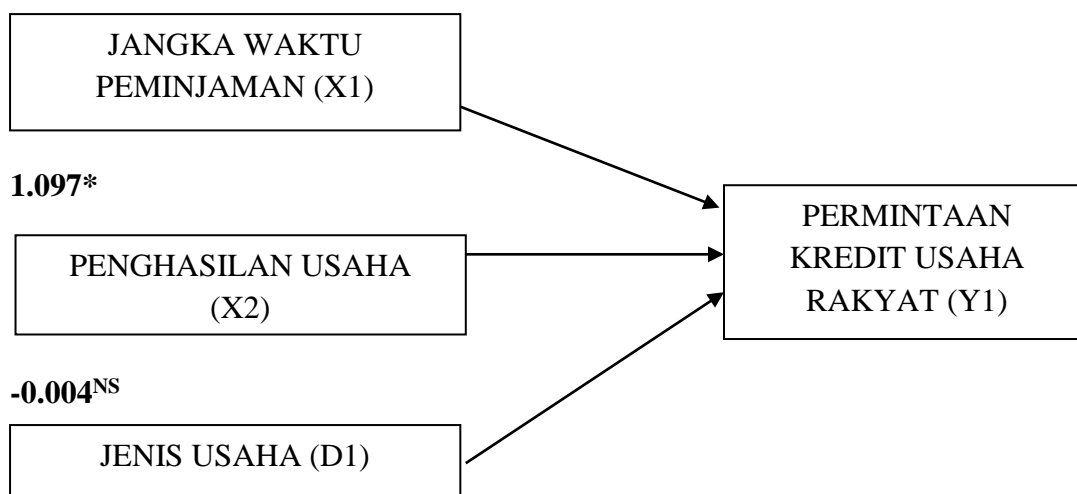 JANGKA WAKTU
PEMINJAMAN (X1)
1.097*
PENGHASILAN USAHA
(X2)
-0.004NS
JENIS USAHA (D1)
PERMINTAAN
KREDIT USAHA
RAKYAT (Y1)